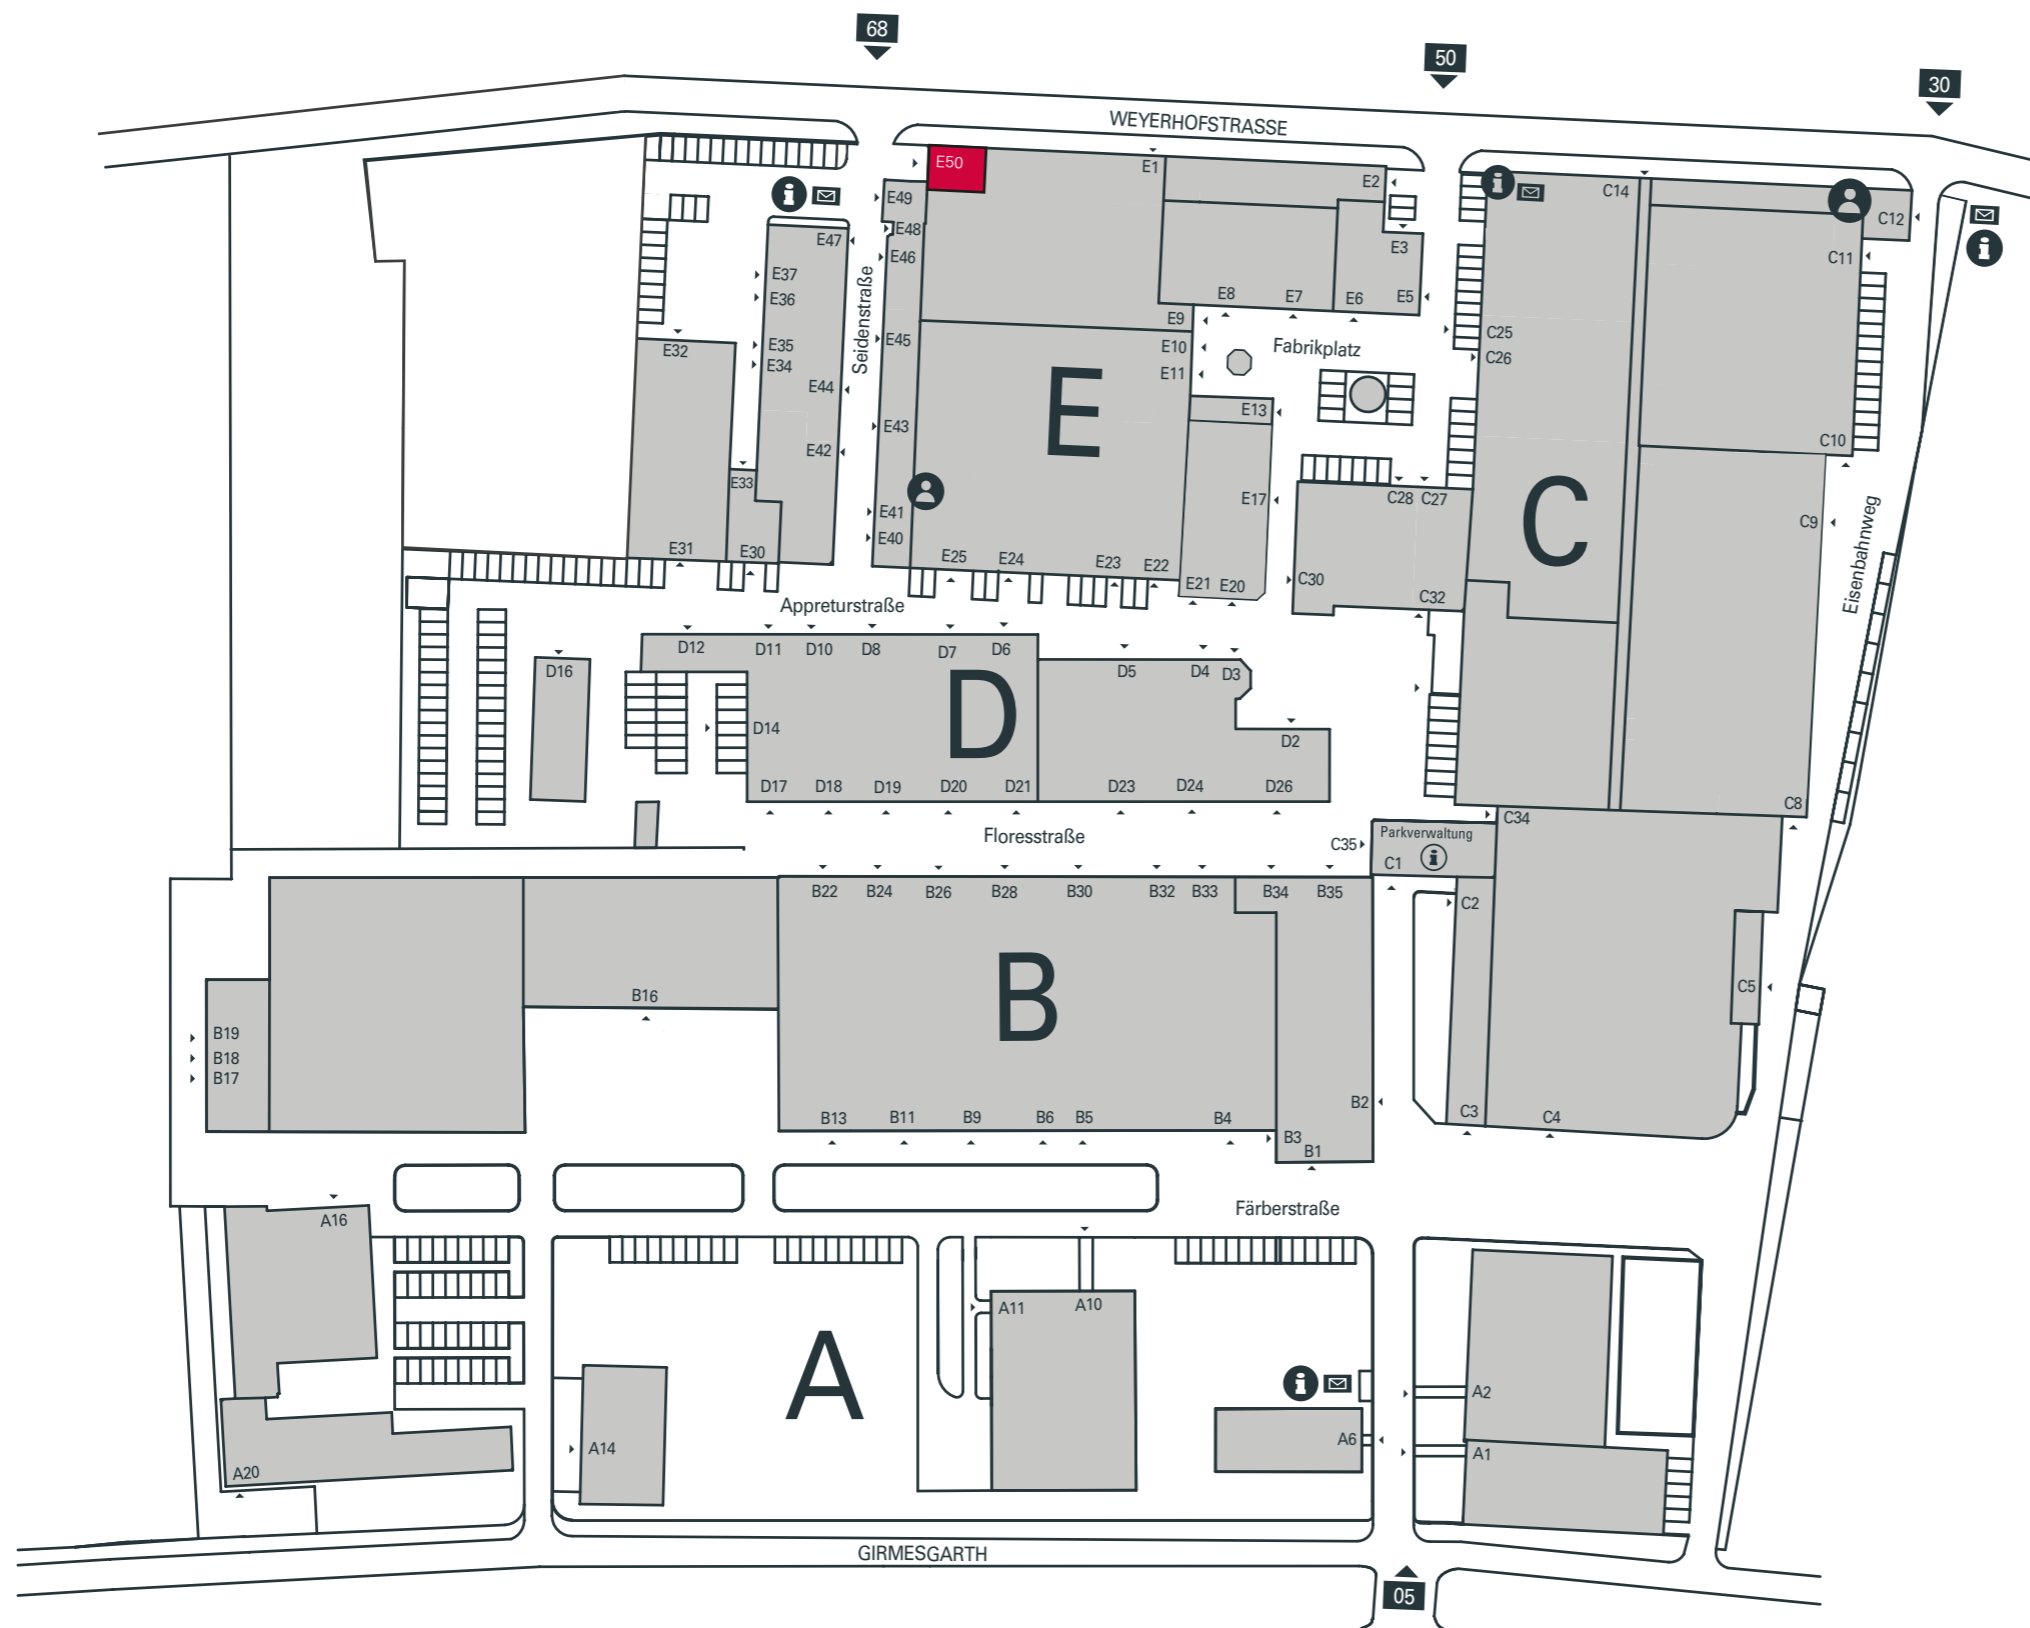 68
50
30
WEYERHOFSTRASSE
E50
E1
E2
C14
C12
E49
E48
E47
E46
E3
C11
E37
E36
E8
E7
E6
E5
E9
Seidenstraße
E45
E10
Fabrikplatz
C25
C26
E32
E35
E34
E11
E44
E13
E
E43
E42
C10
E33
E17
C28
C27
C
C9
E41
E40
Eisenbahnweg
E31
E30
E25
E24
E23
E22
E21
E20
C30
C32
Appreturstraße
D12
D11
D10
D8
D7
D6
D16
D5
D4
D3
D
D14
D2
D17
D18
D19
D20
D21
D23
D24
D26
C8
C34
Floresstraße
Parkverwaltung
C35
C1
B22
B24
B26
B28
B30
B32
B33
B34
B35
C2
B
B16
C5
B19
B18
B17
B13
B11
B9
B6
B5
B4
B2
C3
C4
B3
B1
Färberstraße
A16
A11
A10
A
A2
A14
A6
A1
A20
GIRMESGARTH
05